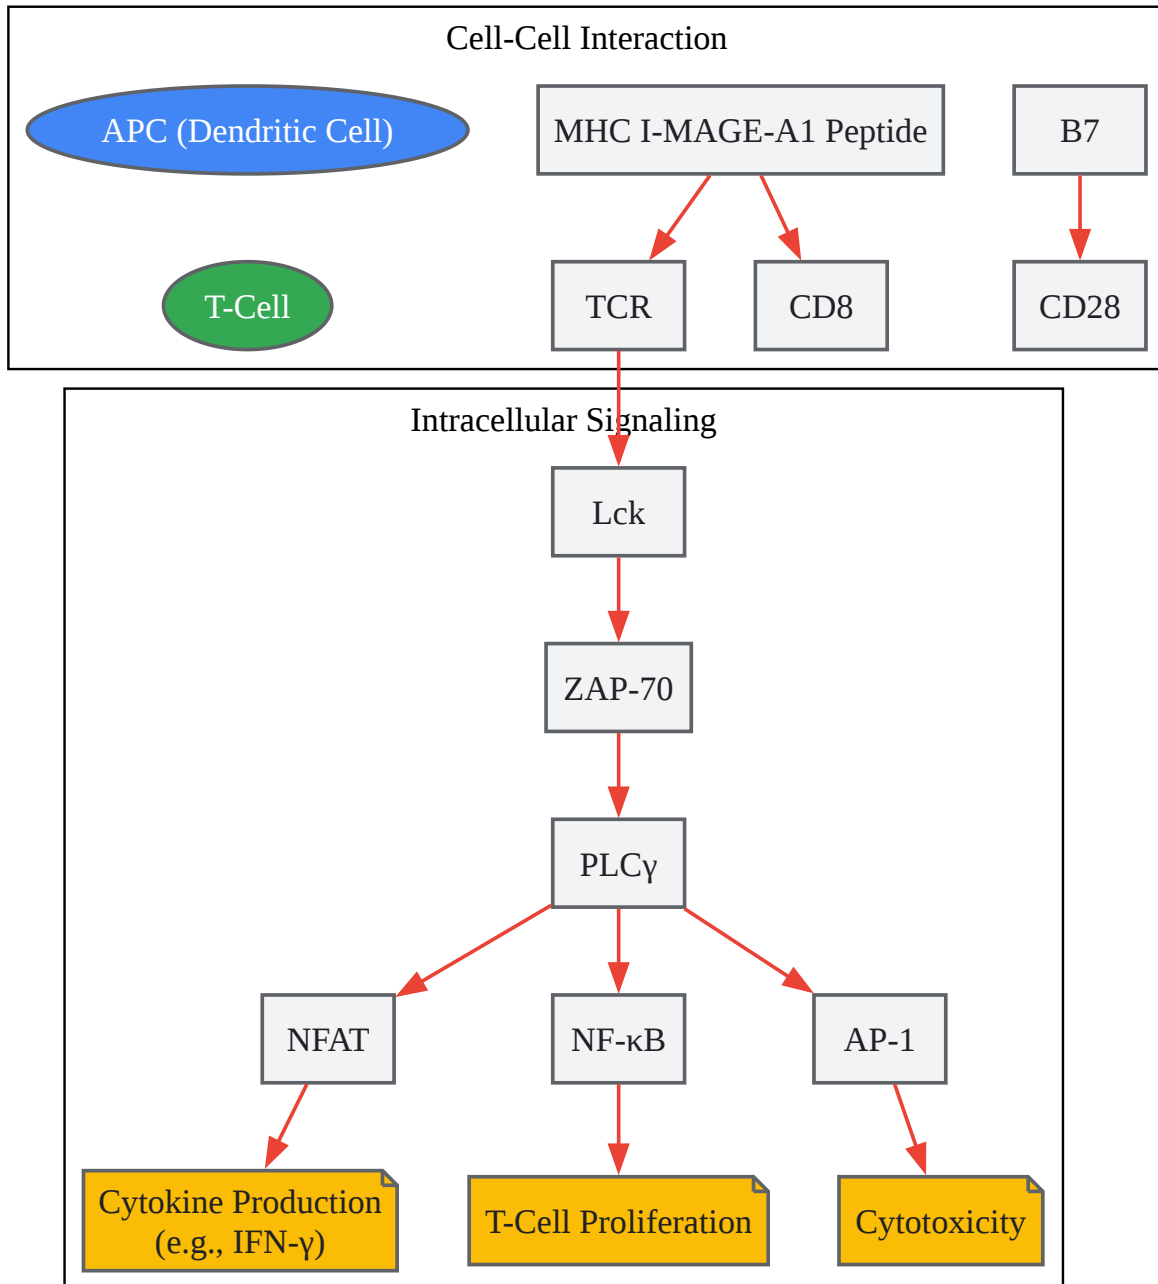 Cell-Cell Interaction
APC (Dendritic Cell)
MHC I-MAGE-A1 Peptide
B7
T-Cell
TCR
CD8
CD28
Intracellular Signaling
Lck
ZAP-70
PLCγ
NFAT
NF-κB
AP-1
Cytokine Production
(e.g., IFN-γ)
T-Cell Proliferation
Cytotoxicity